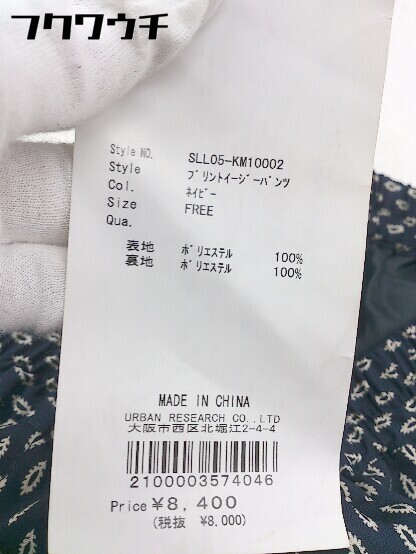 フクワウチ
Style NO. SLL05-KM10002
Style プリントイージーパンツ
Col. ネイビー
Size FREE
Qua.
表地 ポリエステル 100%
裏地 ポリエステル 100%
MADE IN CHINA
URBAN RESEARCH CO.,LTD
大阪市西区北堀江2-4-4
2100003574046
Price ¥8,400
(税抜 ¥8,000)